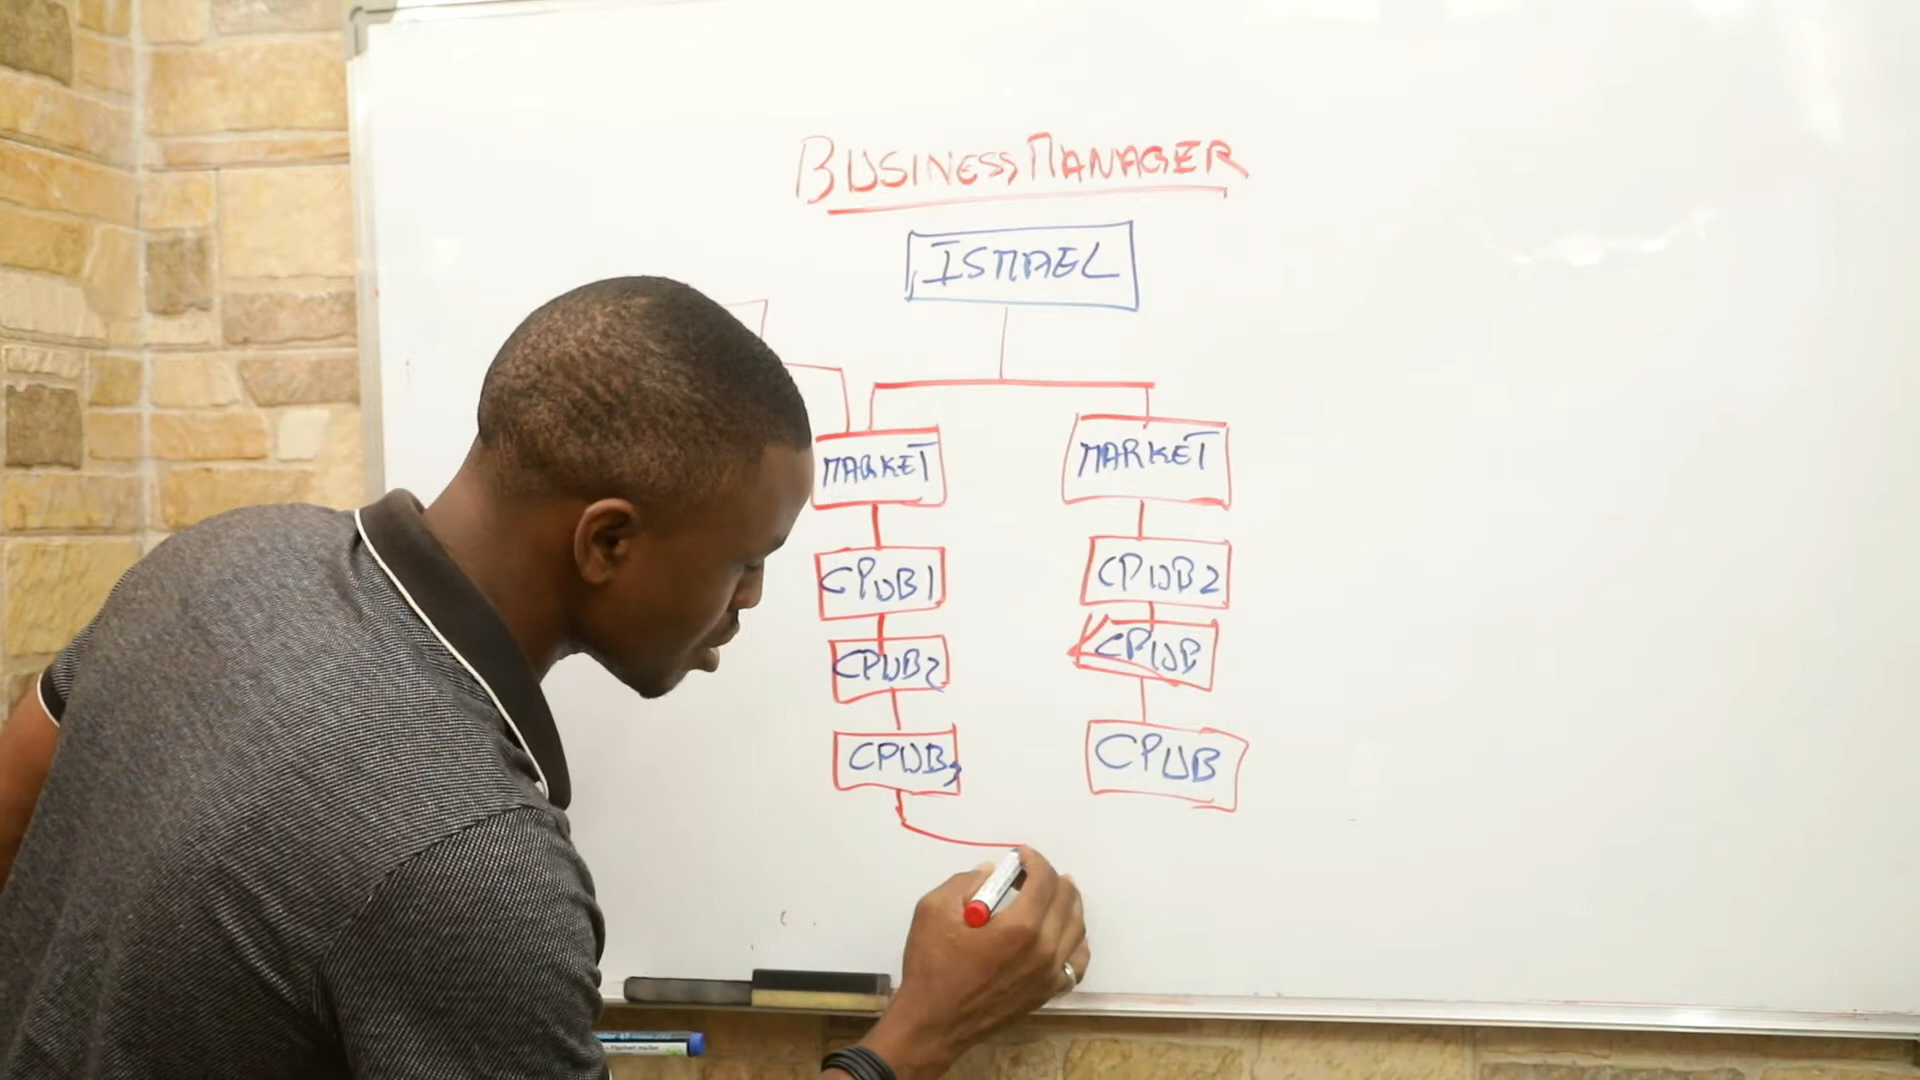 BUSINESS MANAGER
ISMAEL
MARKET MARKET
CPUB1 CPUB2
CPUB2 CPUB
CPUB3 CPUB